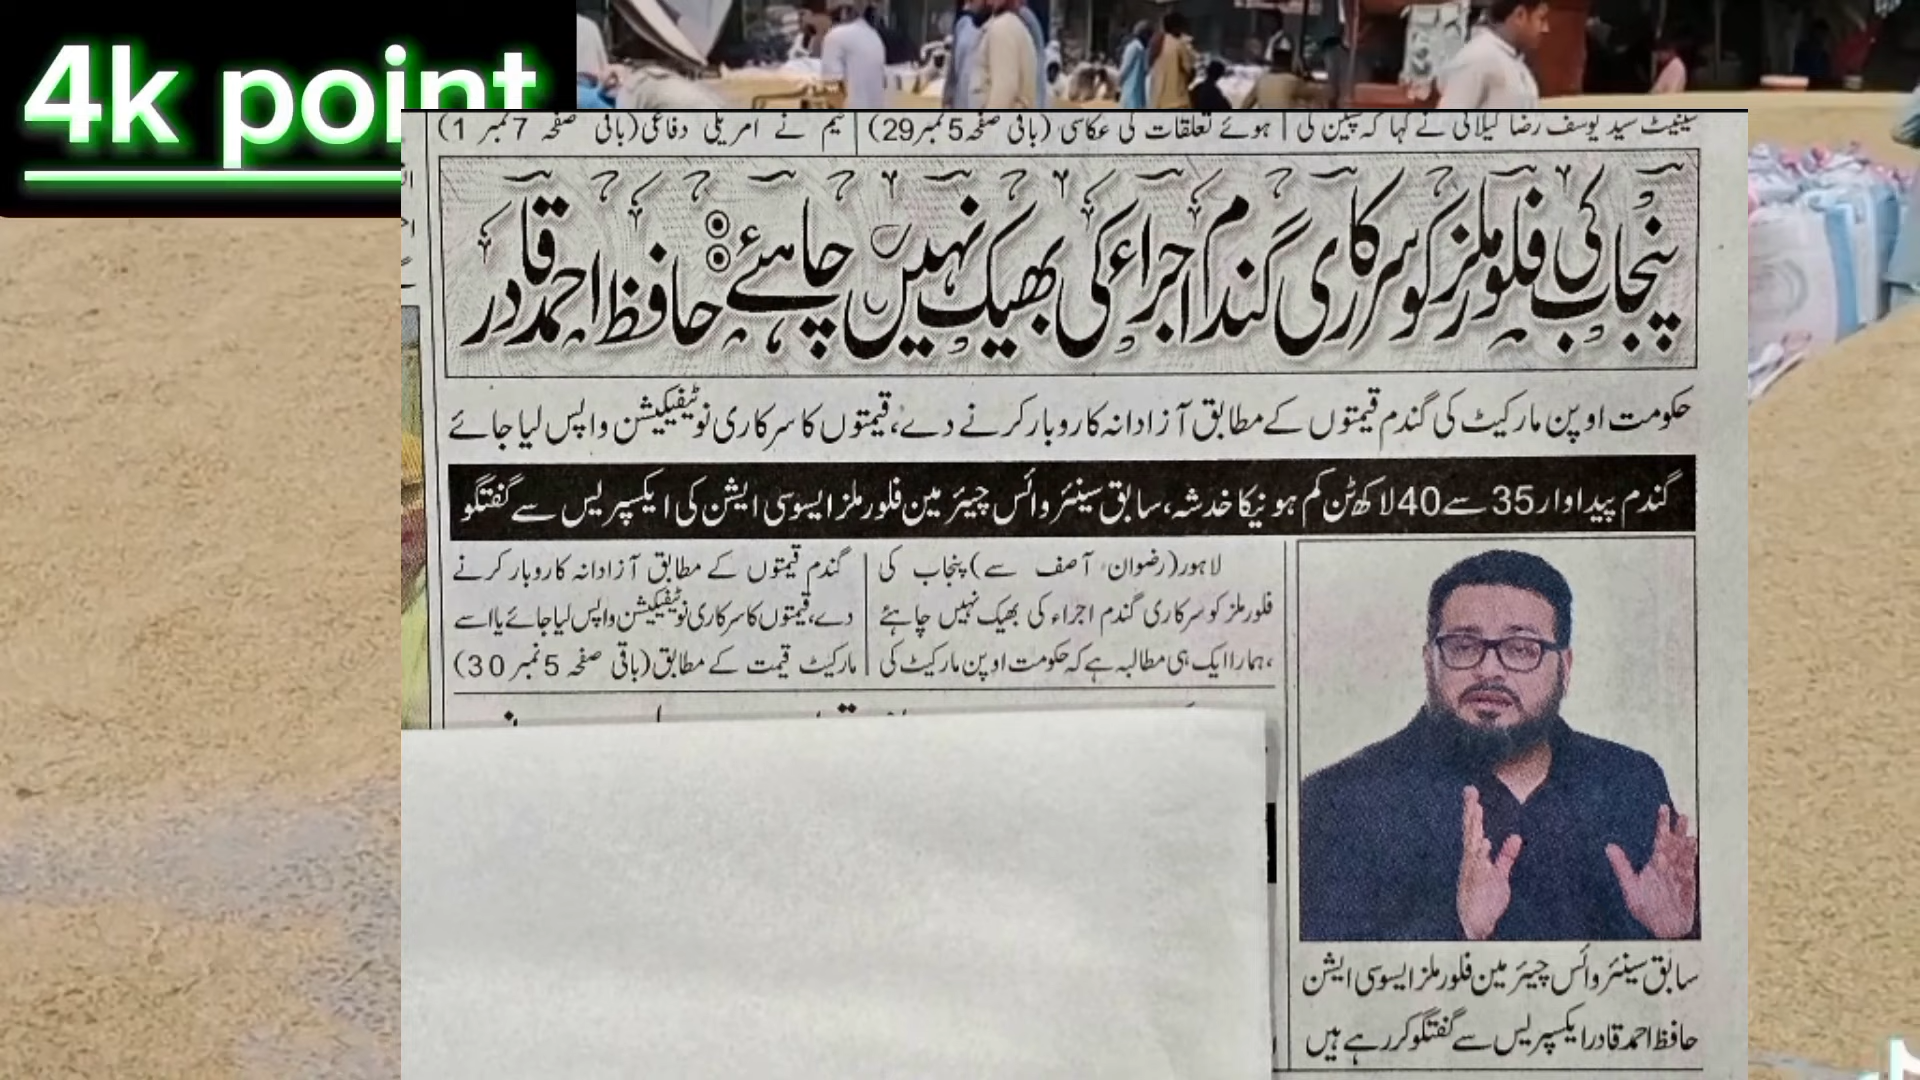 4k point
سینیٹ سید یوسف رضا گیلانی نے کہا کہ چین کی
ہوئے تعلقات کی عکاسی (باقی صفحہ 5 نمبر 29)
ٹیم نے امریکی دفاعی (باقی صفحہ 7 نمبر 1)
پنجاب کی فلور ملز کو سرکاری گندم اجراء کی بھیک نہیں چاہئے: حافظ احمد قادر
حکومت اوپن مارکیٹ کی گندم قیمتوں کے مطابق آزادانہ کاروبار کرنے دے، قیمتوں کا سرکاری نوٹیفیکیشن واپس لیا جائے
گندم پیداوار 35 سے 40 لاکھ ٹن کم ہونیکا خدشہ، سابق سینئر وائس چیئرمین فلور ملز ایسوسی ایشن کی ایکسپریس سے گفتگو
لاہور (رضوان آصف سے) پنجاب کی
فلور ملز کو سرکاری گندم اجراء کی بھیک نہیں چاہئے
، ہمارا ایک ہی مطالبہ ہے کہ حکومت اوپن مارکیٹ کی
گندم قیمتوں کے مطابق آزادانہ کاروبار کرنے
دے، قیمتوں کا سرکاری نوٹیفیکیشن واپس لیا جائے یا اسے
مارکیٹ قیمت کے مطابق (باقی صفحہ 5 نمبر 30)
سابق سینئر وائس چیئرمین فلور ملز ایسوسی ایشن
حافظ احمد قادر ایکسپریس سے گفتگو کر رہے ہیں